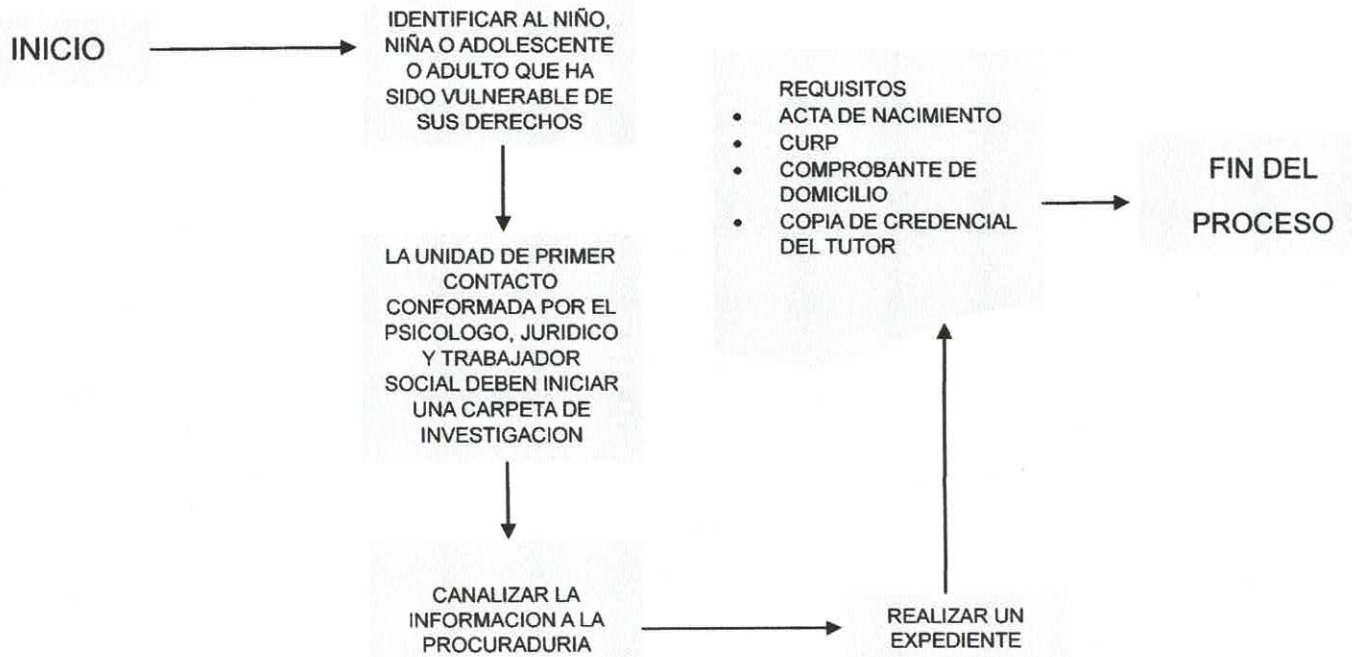 INICIO
IDENTIFICAR AL NIÑO,
NIÑA O ADOLESCENTE
O ADULTO QUE HA
SIDO VULNERABLE DE
SUS DERECHOS
LA UNIDAD DE PRIMER
CONTACTO
CONFORMADA POR EL
PSICOLOGO, JURIDICO
Y TRABAJADOR
SOCIAL DEBEN INICIAR
UNA CARPETA DE
INVESTIGACION
CANALIZAR LA
INFORMACION A LA
PROCURADURIA
REALIZAR UN
EXPEDIENTE
REQUISITOS
• ACTA DE NACIMIENTO
• CURP
• COMPROBANTE DE
DOMICILIO
• COPIA DE CREDENCIAL
DEL TUTOR
FIN DEL
PROCESO